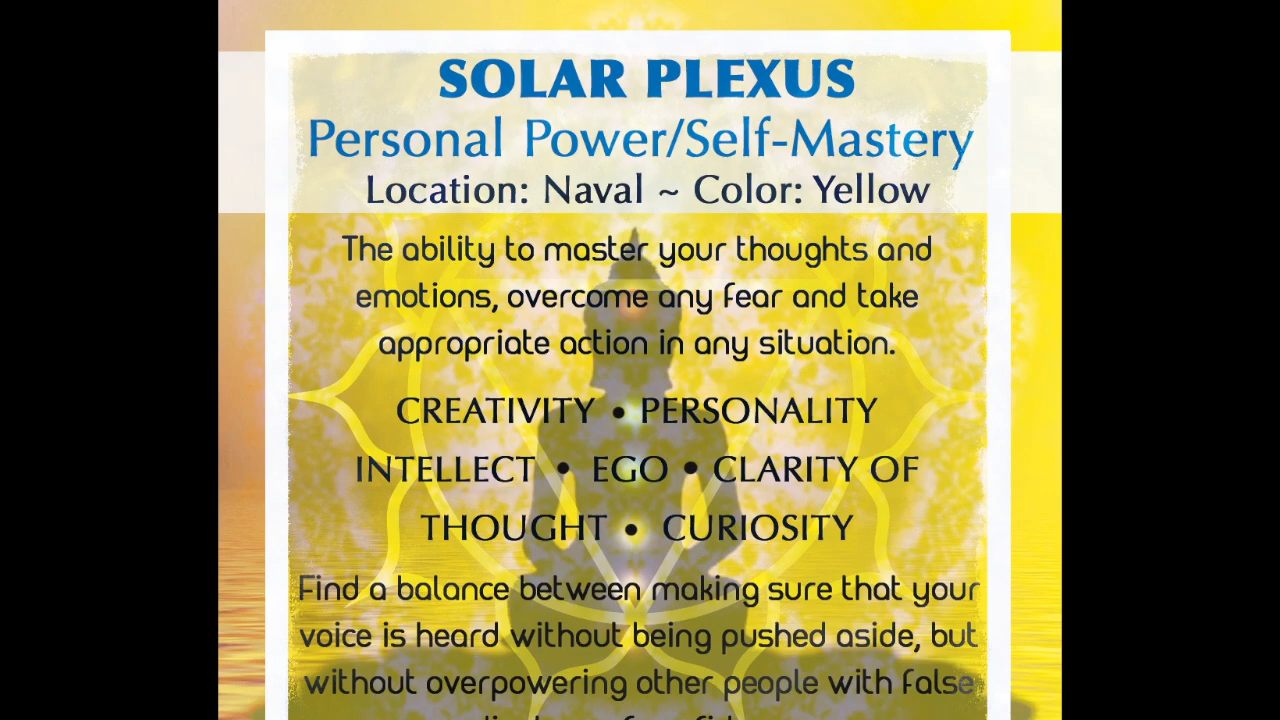 SOLAR PLEXUS
Personal Power/Self-Mastery
Location: Naval ~ Color: Yellow
The ability to master your thoughts and
emotions, overcome any fear and take
appropriate action in any situation.
CREATIVITY • PERSONALITY
INTELLECT • EGO • CLARITY OF
THOUGHT • CURIOSITY
Find a balance between making sure that your
voice is heard without being pushed aside, but
without overpowering other people with false